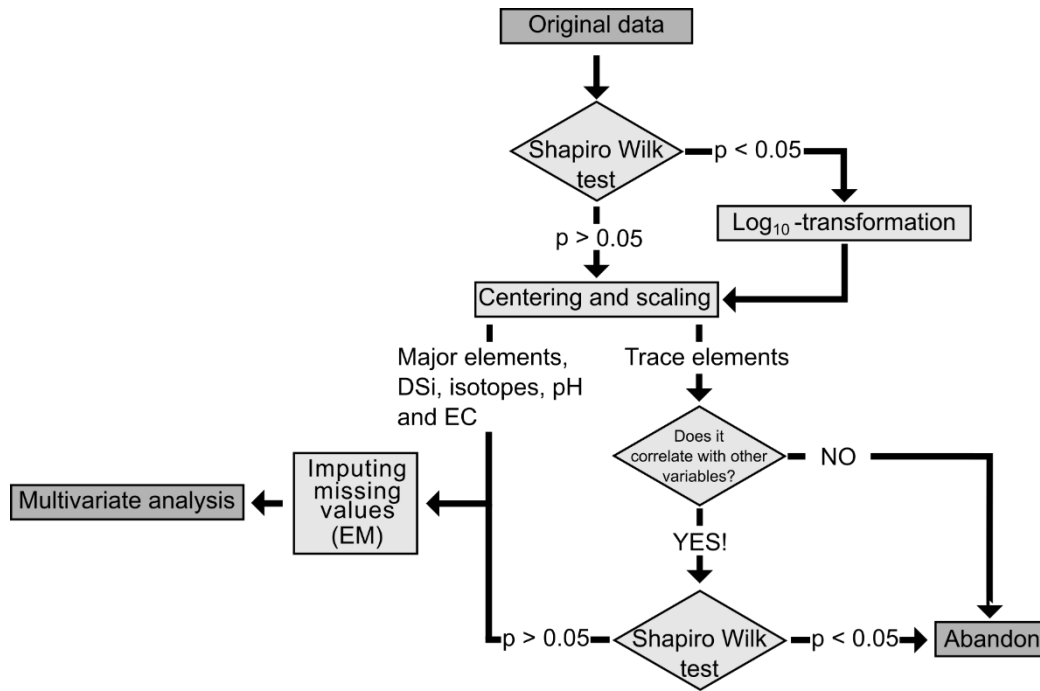 Original data
Shapiro Wilk
test
p < 0.05
Log₁₀ -transformation
p > 0.05
Centering and scaling
Major elements,
DSi, isotopes, pH
and EC
Trace elements
Does it
correlate with other
variables?
NO
Imputing
missing
values
(EM)
Multivariate analysis
YES!
Shapiro Wilk
test
p > 0.05
p < 0.05
Abandon